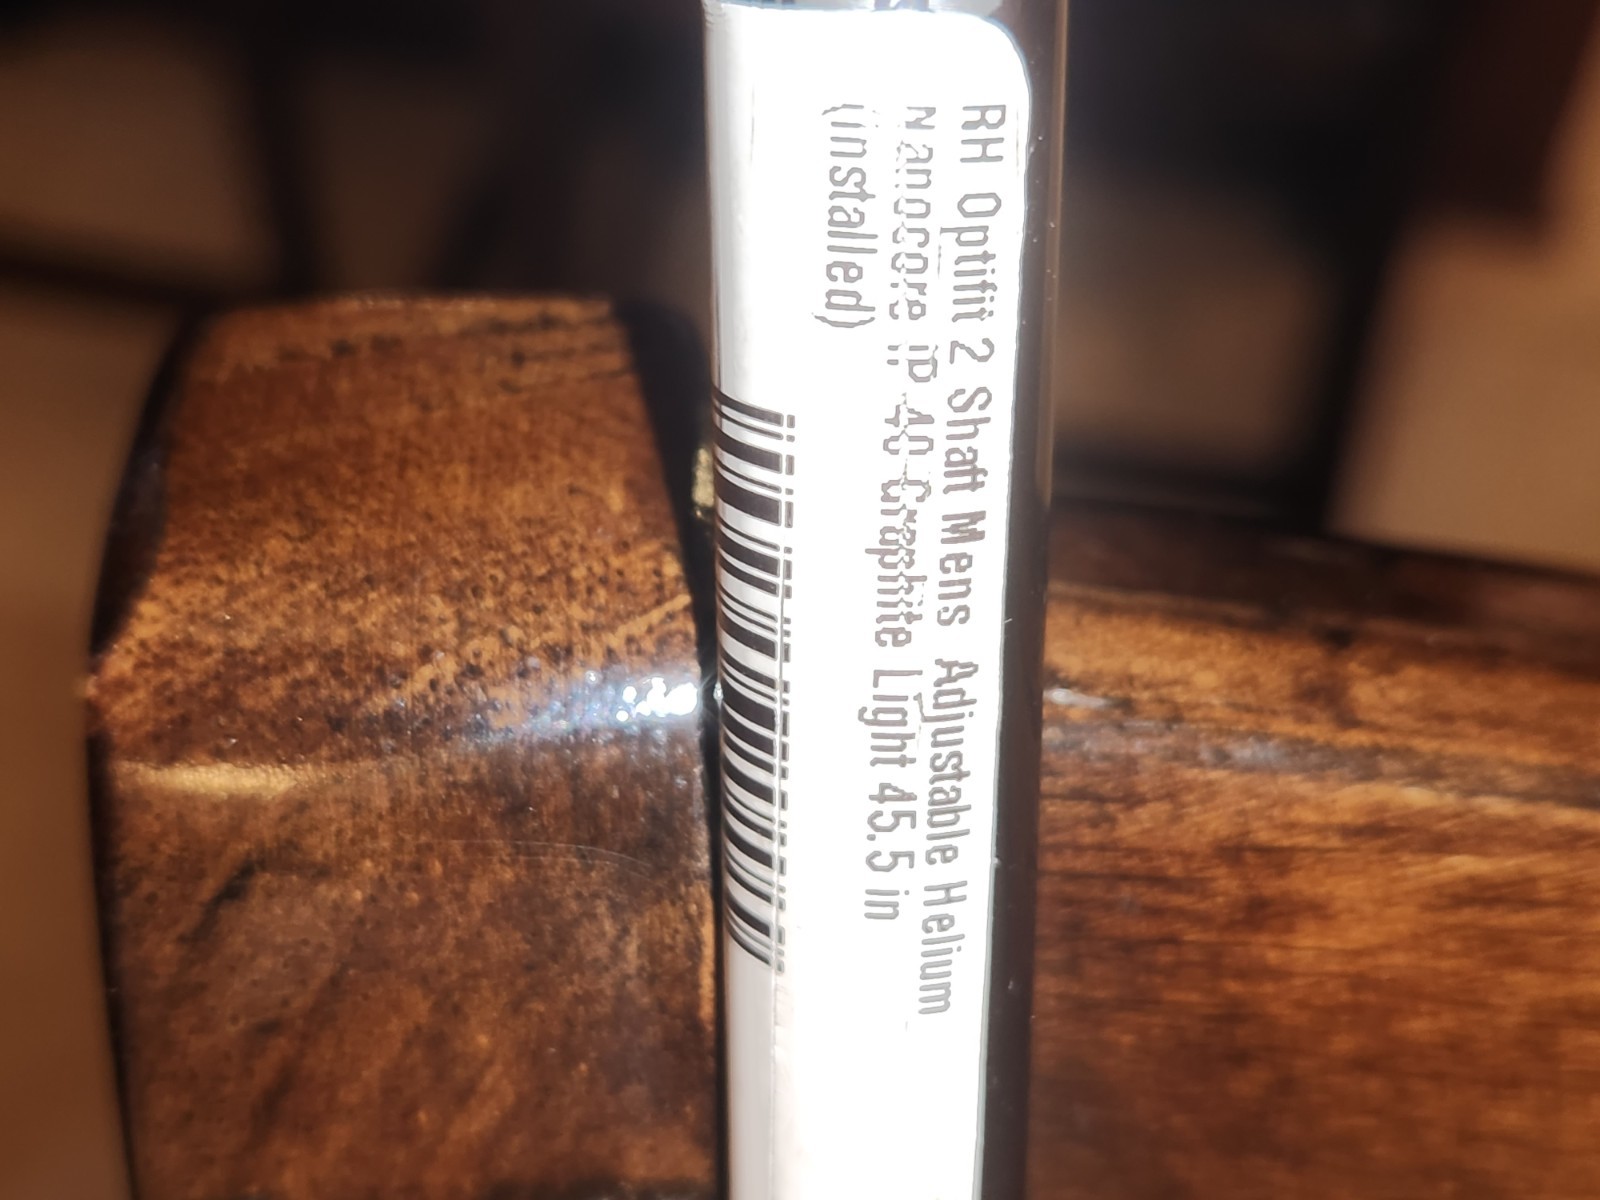 RH Optifit 2 Shaft Mens Adjustable Helium
Nanocore IP 40 Graphite Light 45.5 in
(installed)